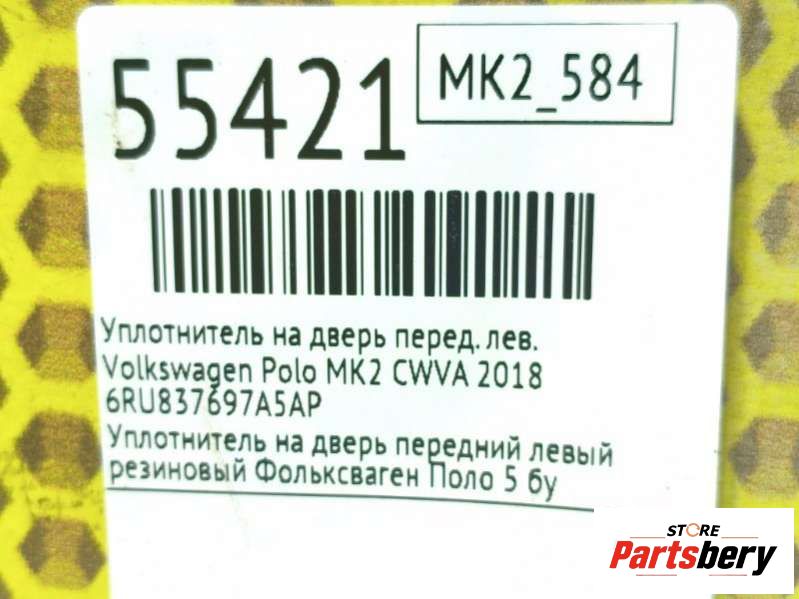 55421
MK2_584
Уплотнитель на дверь перед. лев.
Volkswagen Polo MK2 CWVA 2018
6RU837697A5AP
Уплотнитель на дверь передний левый
резиновый Фольксваген Поло 5 бу
STORE
Partsbery